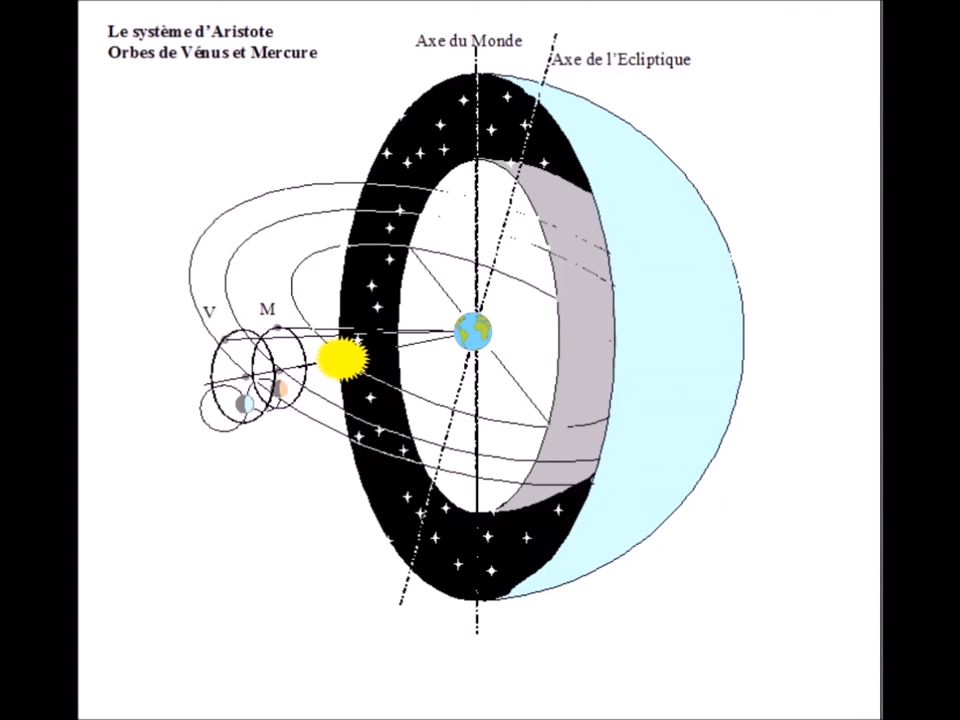 Le système d'Aristote
Orbes de Vénus et Mercure
Axe du Monde
Axe de l'Ecliptique
V
M